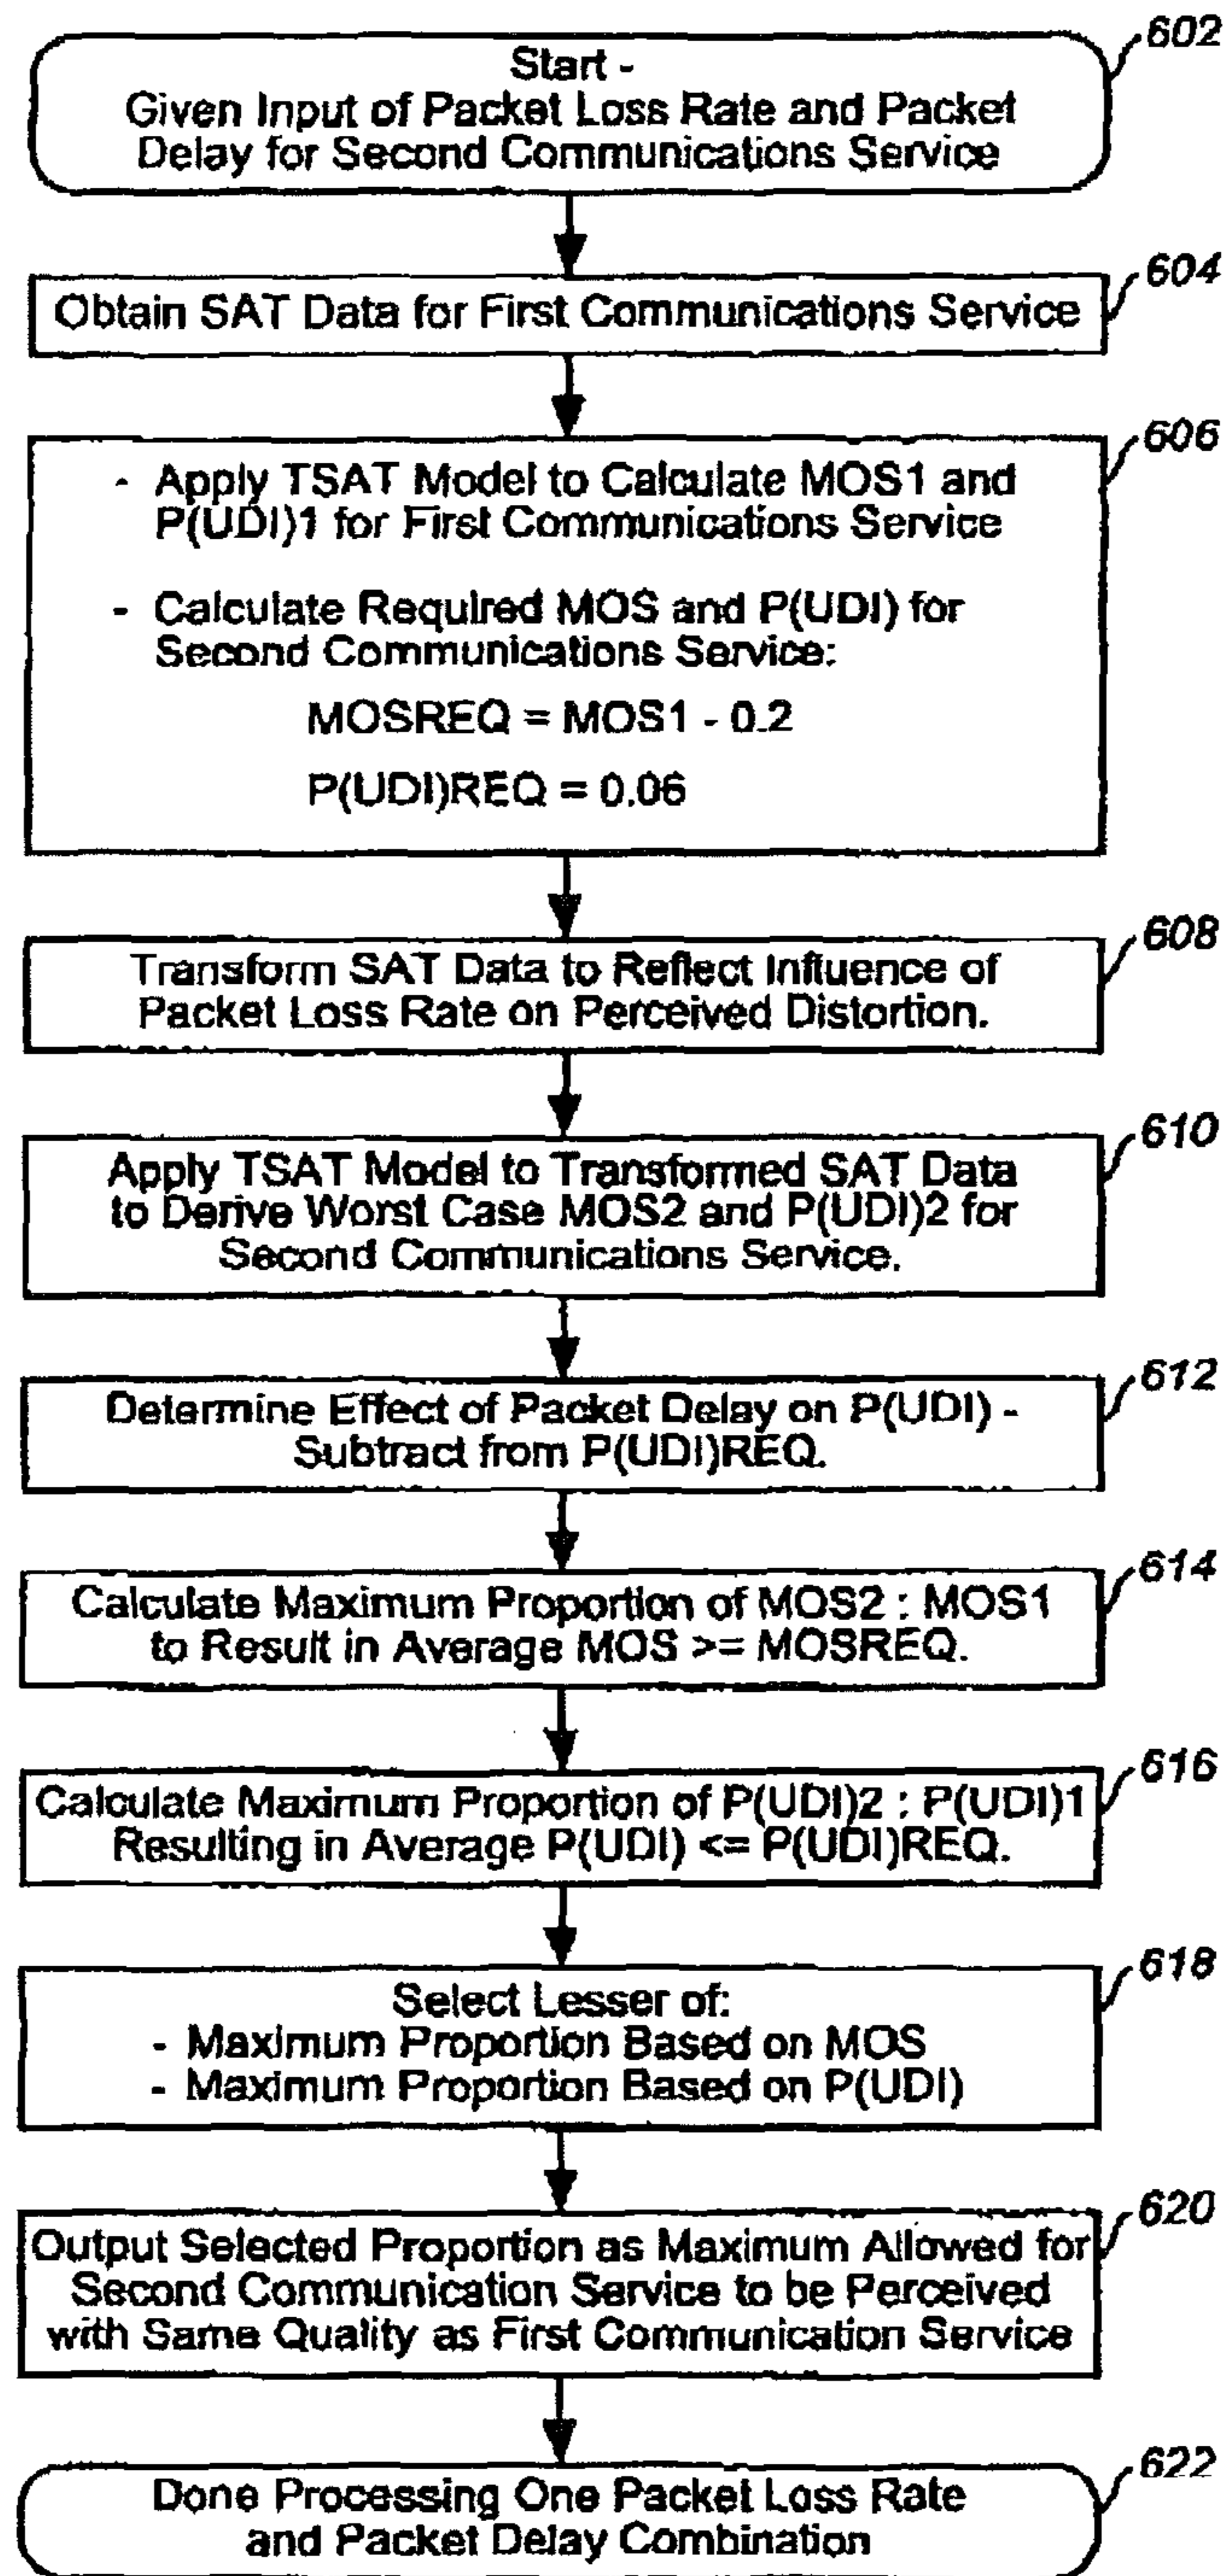 602
Start -
Given Input of Packet Loss Rate and Packet
Delay for Second Communications Service
604
Obtain SAT Data for First Communications Service
606
- Apply TSAT Model to Calculate MOS1 and
P(UDI)1 for First Communications Service
- Calculate Required MOS and P(UDI) for
Second Communications Service:
MOSREQ = MOS1 - 0.2
P(UDI)REQ = 0.06
608
Transform SAT Data to Reflect Influence of
Packet Loss Rate on Perceived Distortion.
610
Apply TSAT Model to Transformed SAT Data
to Derive Worst Case MOS2 and P(UDI)2 for
Second Communications Service.
612
Determine Effect of Packet Delay on P(UDI) -
Subtract from P(UDI)REQ.
614
Calculate Maximum Proportion of MOS2 : MOS1
to Result in Average MOS >= MOSREQ.
616
Calculate Maximum Proportion of P(UDI)2 : P(UDI)1
Resulting in Average P(UDI) <= P(UDI)REQ.
618
Select Lesser of:
- Maximum Proportion Based on MOS
- Maximum Proportion Based on P(UDI)
620
Output Selected Proportion as Maximum Allowed for
Second Communication Service to be Perceived
with Same Quality as First Communication Service
622
Done Processing One Packet Loss Rate
and Packet Delay Combination